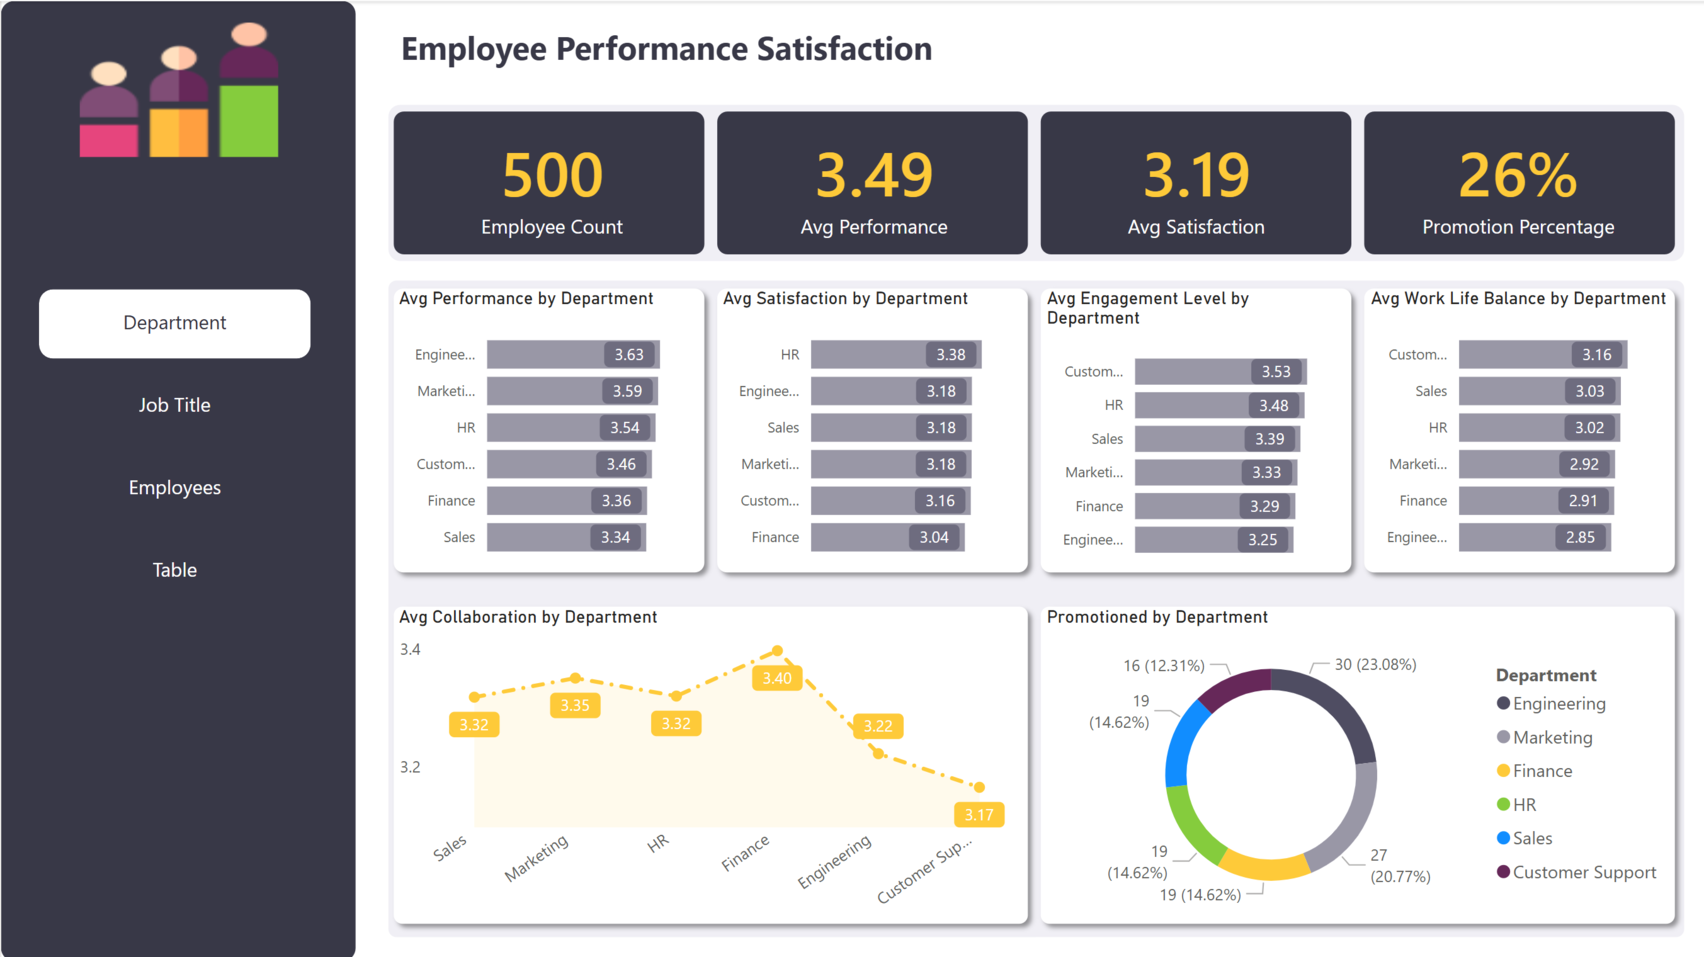 Employee Performance Satisfaction
500
Employee Count
3.49
Avg Performance
3.19
Avg Satisfaction
26%
Promotion Percentage
Department
Job Title
Employees
Table
Avg Performance by Department
Enginee... 3.63
Marketi... 3.59
HR 3.54
Custom... 3.46
Finance 3.36
Sales 3.34
Avg Satisfaction by Department
HR 3.38
Enginee... 3.18
Sales 3.18
Marketi... 3.18
Custom... 3.16
Finance 3.04
Avg Engagement Level by
Department
Custom... 3.53
HR 3.48
Sales 3.39
Marketi... 3.33
Finance 3.29
Enginee... 3.25
Avg Work Life Balance by Department
Custom... 3.16
Sales 3.03
HR 3.02
Marketi... 2.92
Finance 2.91
Enginee... 2.85
Avg Collaboration by Department
3.4
3.2
3.32
3.35
3.32
3.40
3.22
3.17
Sales
Marketing
HR
Finance
Engineering
Customer Sup...
Promotioned by Department
30 (23.08%)
27
(20.77%)
19 (14.62%)
19
(14.62%)
19
(14.62%)
16 (12.31%)
Department
Engineering
Marketing
Finance
HR
Sales
Customer Support